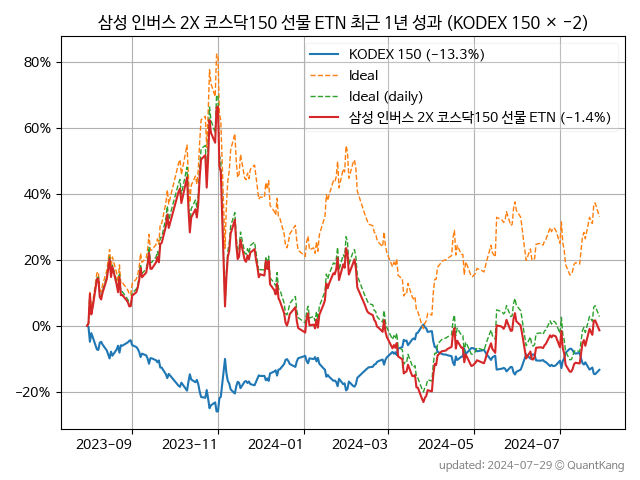 삼성 인버스 2X 코스닥150 선물 ETN 최근 1년 성과 (KODEX 150 × −2)
KODEX 150 (−13.3%)
Ideal
Ideal (daily)
삼성 인버스 2X 코스닥150 선물 ETN (−1.4%)
80%
60%
40%
20%
0%
−20%
2023-09 2023-11 2024-01 2024-03 2024-05 2024-07
updated: 2024-07-29 © QuantKang